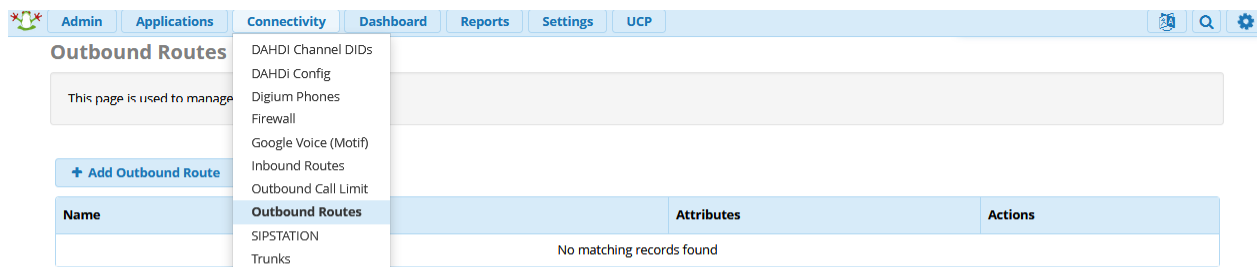 Admin Applications Connectivity Dashboard Reports Settings UCP
Outbound Routes
DAHDI Channel DIDs
DAHDi Config
This page is used to manage
Digium Phones
Firewall
Google Voice (Motif)
Inbound Routes
+ Add Outbound Route
Outbound Call Limit
Outbound Routes
Name Attributes Actions
SIPSTATION
No matching records found
Trunks